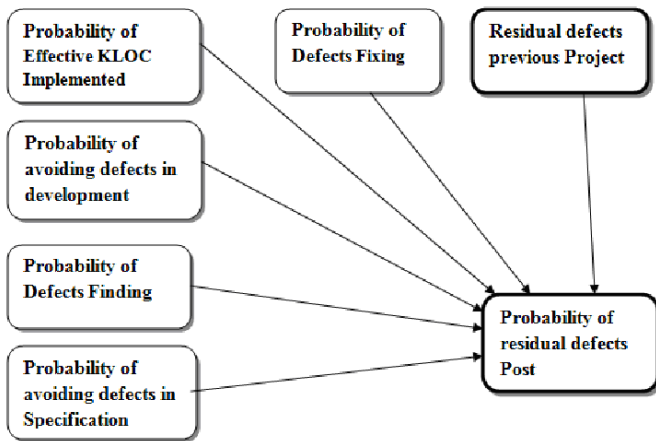 Probability of
Effective KLOC
Implemented
Probability of
Defects Fixing
Residual defects
previous Project
Probability of
avoiding defects in
development
Probability of
Defects Finding
Probability of
residual defects
Post
Probability of
avoiding defects in
Specification